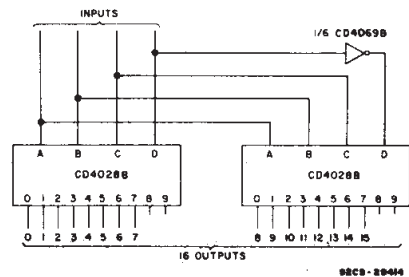 INPUTS
1/6 CD4069B
A B C D
A B C D
CD4028B
CD4028B
0 1 2 3 4 5 6 7 8 9
0 1 2 3 4 5 6 7 8 9
0 1 2 3 4 5 6 7
8 9 10 11 12 13 14 15
16 OUTPUTS
92CS-29414